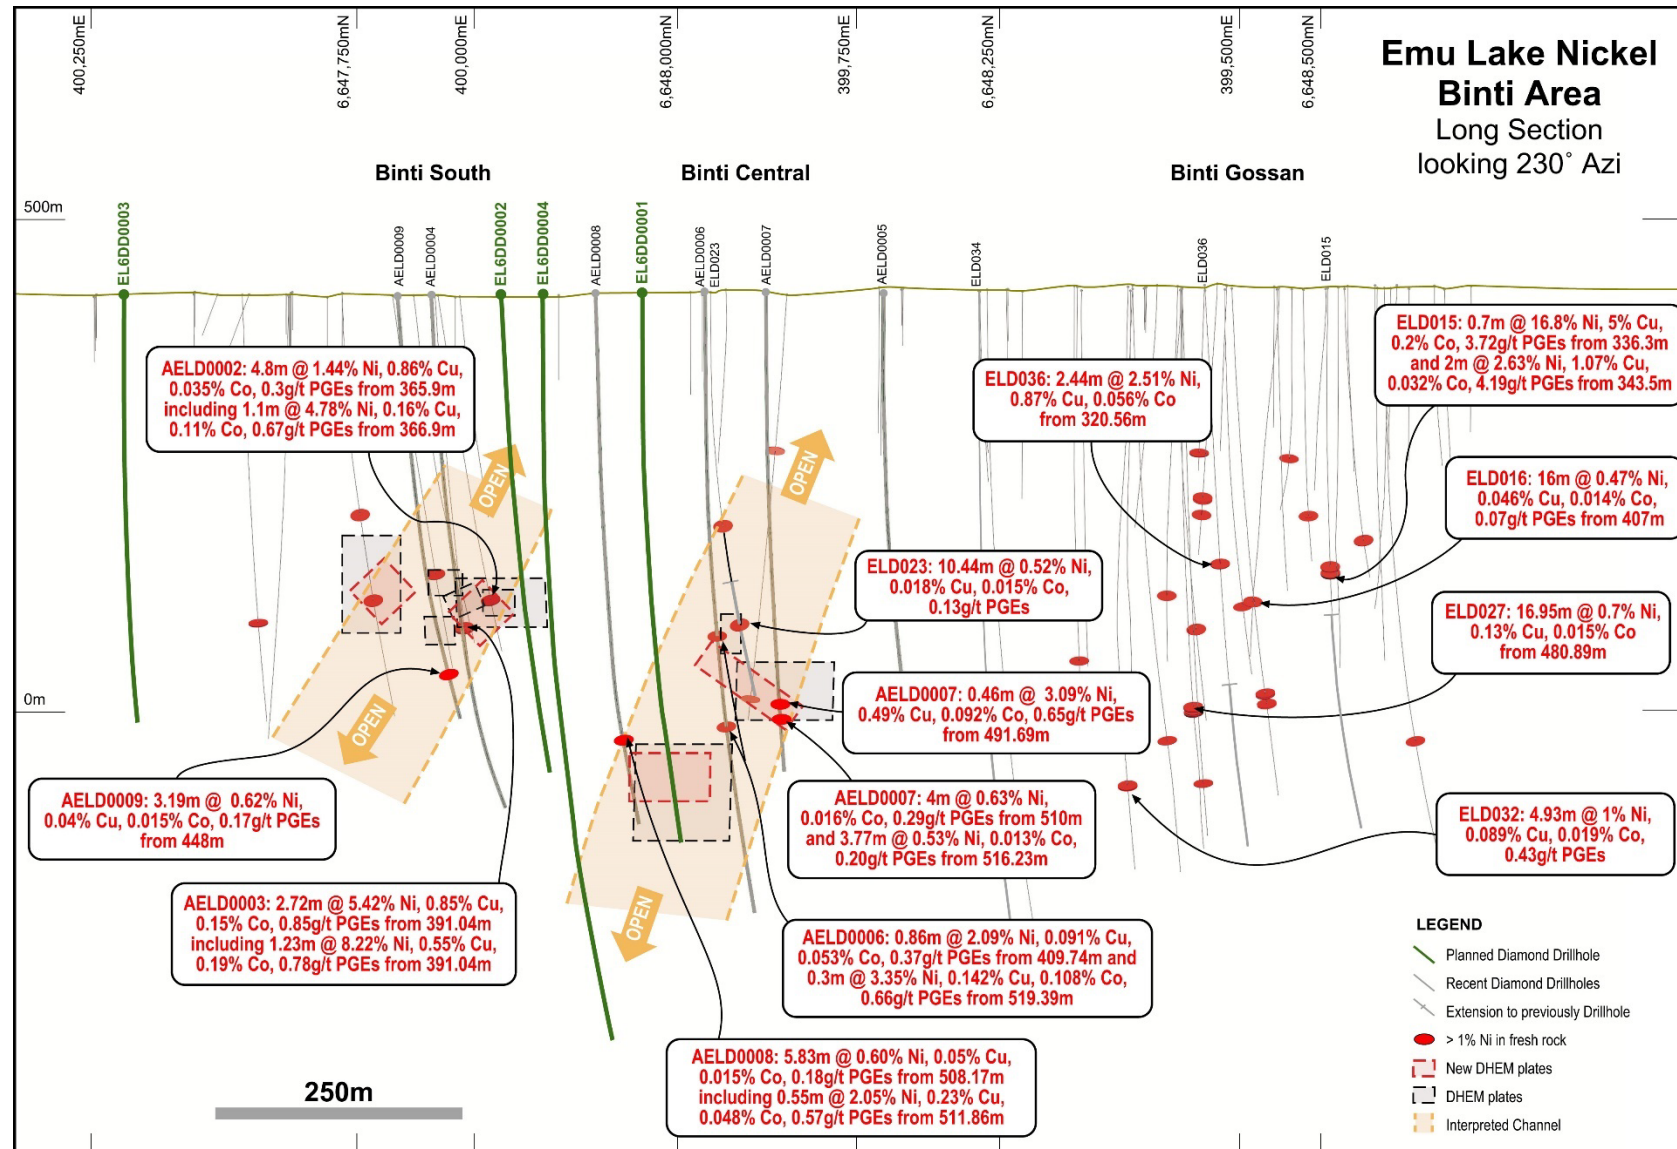 400,250mE
6,647,750mN
400,000mE
6,648,000mN
399,750mE
6,648,250mN
399,500mE
6,648,500mN
Emu Lake Nickel
Binti Area
Long Section
looking 230° Azi
Binti South
Binti Central
Binti Gossan
500m
0m
EL6DD0003
AELD0009
AELD0004
EL6DD0002
EL6DD0004
AELD0008
EL6DD0001
AELD0006
ELD023
AELD0007
AELD0005
ELD034
ELD036
ELD015
AELD0002: 4.8m @ 1.44% Ni, 0.86% Cu,
0.035% Co, 0.3g/t PGEs from 365.9m
including 1.1m @ 4.78% Ni, 0.16% Cu,
0.11% Co, 0.67g/t PGEs from 366.9m
ELD036: 2.44m @ 2.51% Ni,
0.87% Cu, 0.056% Co
from 320.56m
ELD015: 0.7m @ 16.8% Ni, 5% Cu,
0.2% Co, 3.72g/t PGEs from 336.3m
and 2m @ 2.63% Ni, 1.07% Cu,
0.032% Co, 4.19g/t PGEs from 343.5m
ELD016: 16m @ 0.47% Ni,
0.046% Cu, 0.014% Co,
0.07g/t PGEs from 407m
OPEN
OPEN
ELD023: 10.44m @ 0.52% Ni,
0.018% Cu, 0.015% Co,
0.13g/t PGEs
ELD027: 16.95m @ 0.7% Ni,
0.13% Cu, 0.015% Co
from 480.89m
AELD0007: 0.46m @ 3.09% Ni,
0.49% Cu, 0.092% Co, 0.65g/t PGEs
from 491.69m
OPEN
OPEN
AELD0009: 3.19m @ 0.62% Ni,
0.04% Cu, 0.015% Co, 0.17g/t PGEs
from 448m
AELD0007: 4m @ 0.63% Ni,
0.016% Co, 0.29g/t PGEs from 510m
and 3.77m @ 0.53% Ni, 0.013% Co,
0.20g/t PGEs from 516.23m
ELD032: 4.93m @ 1% Ni,
0.089% Cu, 0.019% Co,
0.43g/t PGEs
AELD0003: 2.72m @ 5.42% Ni, 0.85% Cu,
0.15% Co, 0.85g/t PGEs from 391.04m
including 1.23m @ 8.22% Ni, 0.55% Cu,
0.19% Co, 0.78g/t PGEs from 391.04m
AELD0006: 0.86m @ 2.09% Ni, 0.091% Cu,
0.053% Co, 0.37g/t PGEs from 409.74m and
0.3m @ 3.35% Ni, 0.142% Cu, 0.108% Co,
0.66g/t PGEs from 519.39m
AELD0008: 5.83m @ 0.60% Ni, 0.05% Cu,
0.015% Co, 0.18g/t PGEs from 508.17m
including 0.55m @ 2.05% Ni, 0.23% Cu,
0.048% Co, 0.57g/t PGEs from 511.86m
250m
LEGEND
Planned Diamond Drillhole
Recent Diamond Drillholes
Extension to previously Drillhole
> 1% Ni in fresh rock
New DHEM plates
DHEM plates
Interpreted Channel